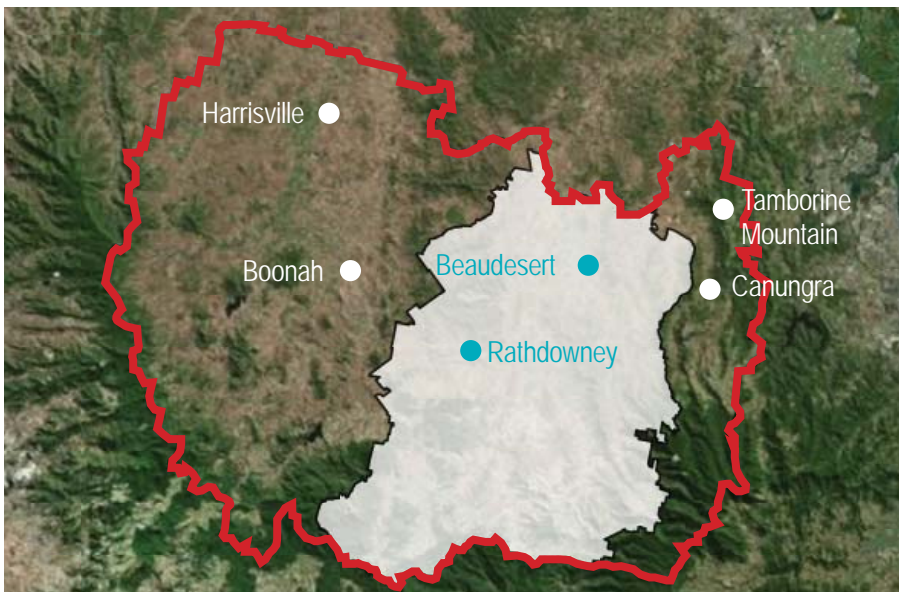 Harrisville
Tamborine
Mountain
Boonah
Beaudesert
Canungra
Rathdowney